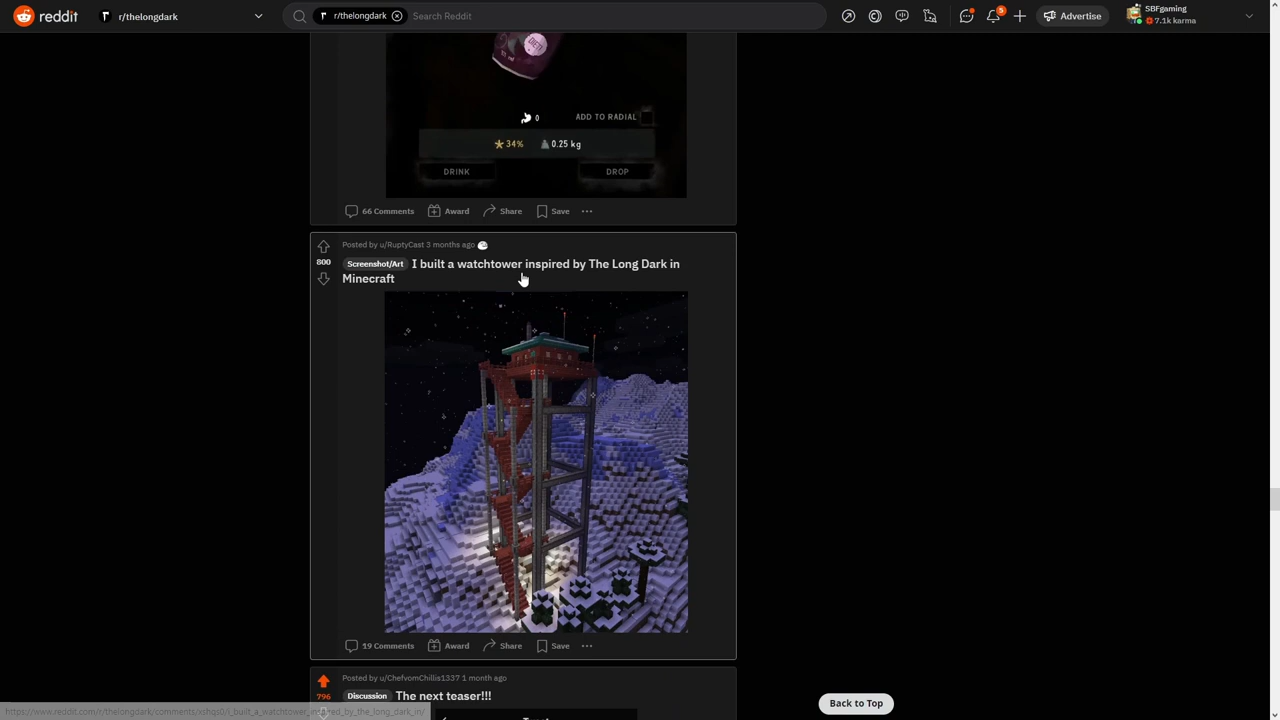 reddit
r/thelongdark
r/thelongdark
Search Reddit
5
Advertise
SBFgaming
7.1k karma
0
ADD TO RADIAL
34%
0.25 kg
DRINK
DROP
66 Comments
Award
Share
Save
Posted by u/RuptyCast 3 months ago
800
Screenshot/Art
I built a watchtower inspired by The Long Dark in
Minecraft
19 Comments
Award
Share
Save
Posted by u/ChefvomChillis1337 1 month ago
796
Discussion
The next teaser!!!
Back to Top